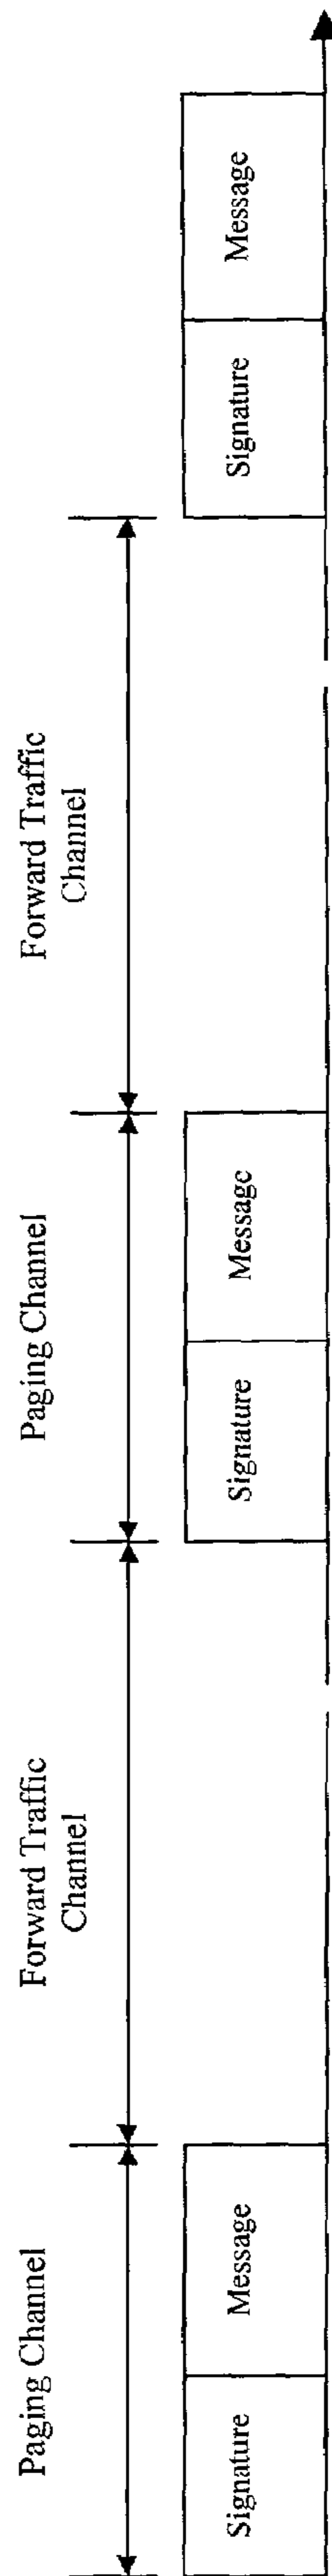 Paging Channel
Forward Traffic
Channel
Paging Channel
Forward Traffic
Channel
Signature
Message
Signature
Message
Signature
Message